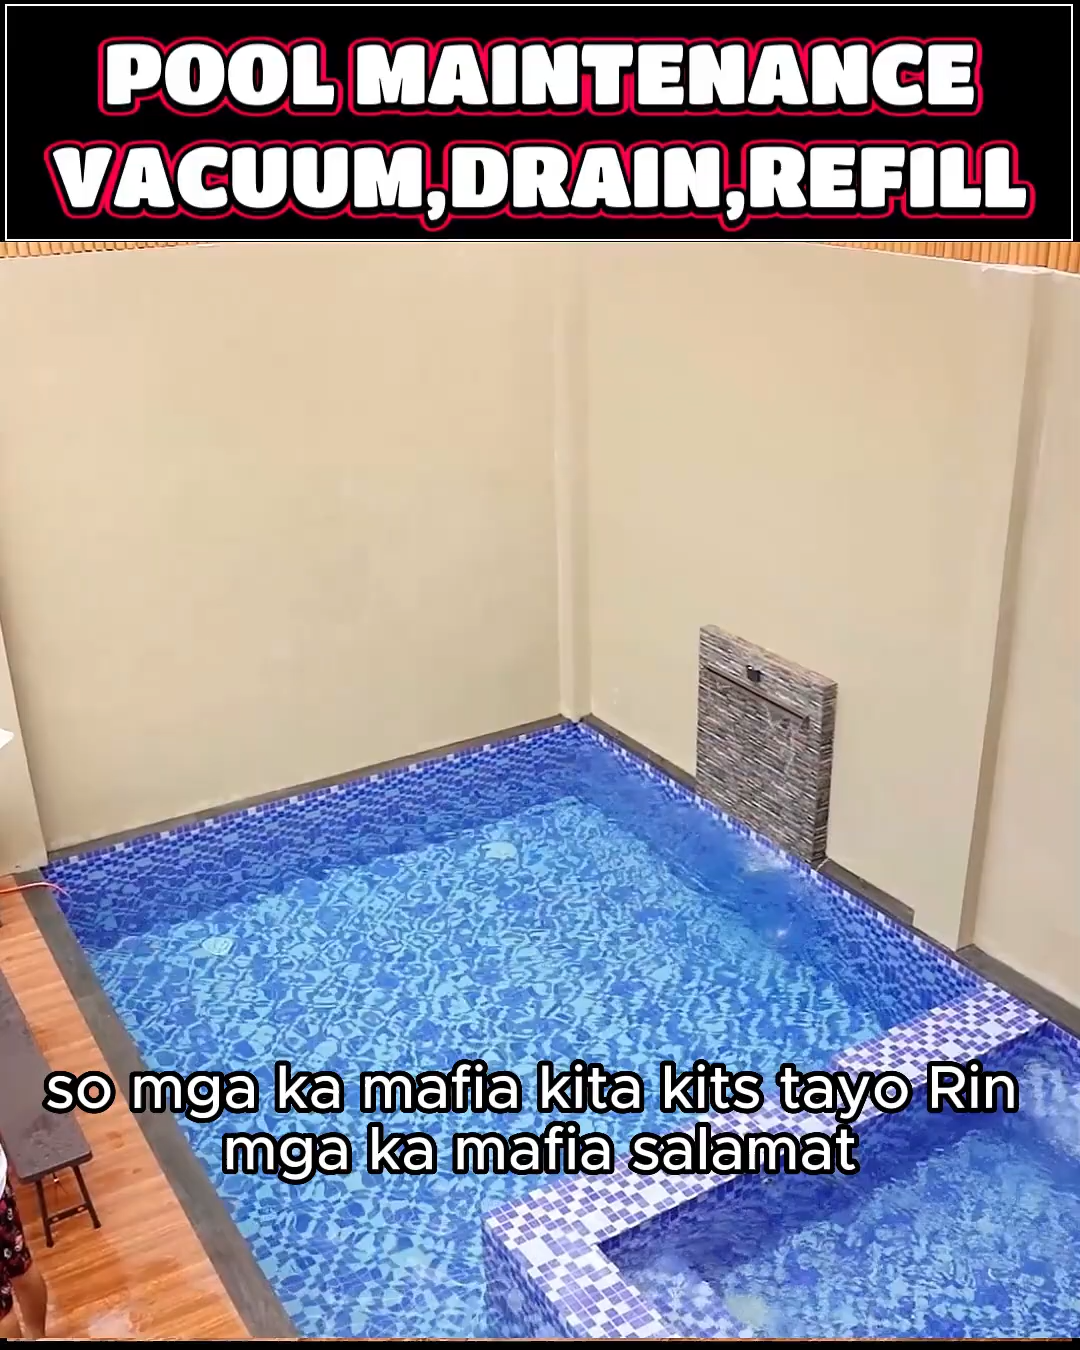 POOL MAINTENANCE
VACUUM,DRAIN,REFILL
so mga ka mafia kita kits tayo Rin
mga ka mafia salamat